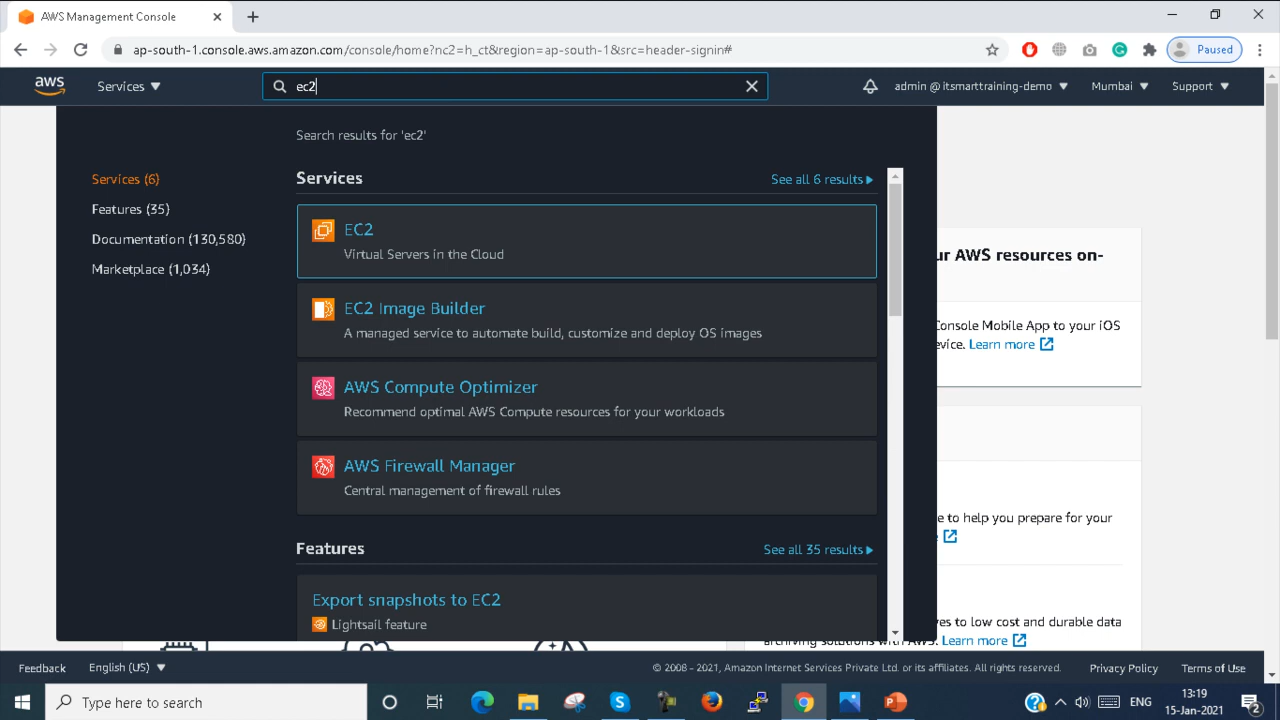 AWS Management Console
ap-south-1.console.aws.amazon.com/console/home?nc2=h_ct&region=ap-south-1&src=header-signin#
Paused
aws
Services
ec2
admin @ itsmarttraining-demo
Mumbai
Support
Search results for 'ec2'
Services (6)
Features (35)
Documentation (130,580)
Marketplace (1,034)
Services
See all 6 results
EC2
Virtual Servers in the Cloud
EC2 Image Builder
A managed service to automate build, customize and deploy OS images
AWS Compute Optimizer
Recommend optimal AWS Compute resources for your workloads
AWS Firewall Manager
Central management of firewall rules
Features
See all 35 results
Export snapshots to EC2
Lightsail feature
ur AWS resources on-
Console Mobile App to your iOS
evice. Learn more
e to help you prepare for your
ves to low cost and durable data
archiving solutions with AWS. Learn more
Feedback
English (US)
© 2008 - 2021, Amazon Internet Services Private Ltd. or its affiliates. All rights reserved.
Privacy Policy
Terms of Use
Type here to search
ENG
13:19
15-Jan-2021
2